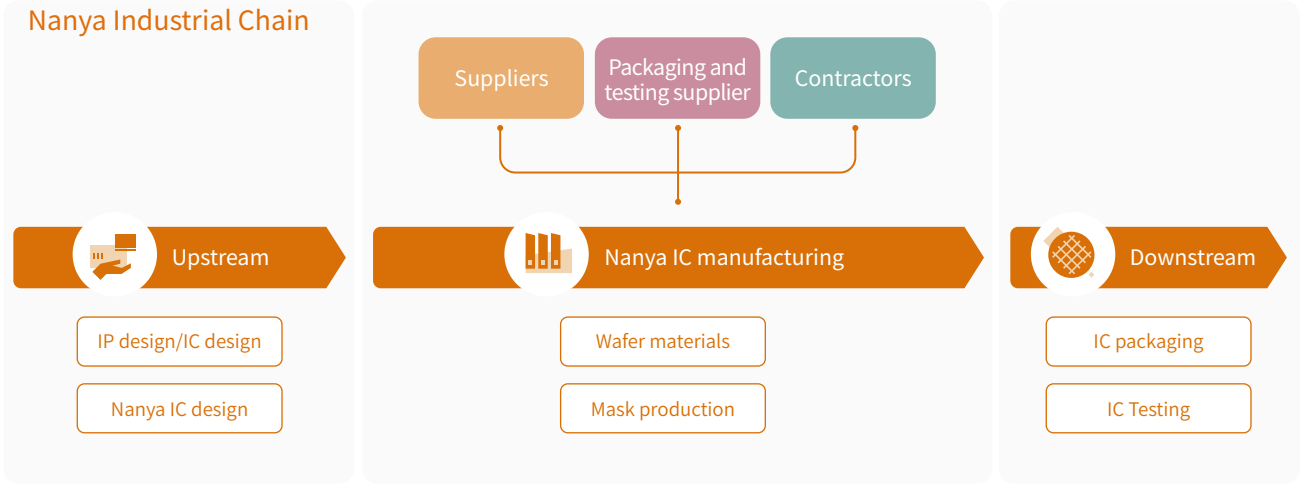 Nanya Industrial Chain
Suppliers
Packaging and
testing supplier
Contractors
Upstream
Nanya IC manufacturing
Downstream
IP design/IC design
Wafer materials
IC packaging
Nanya IC design
Mask production
IC Testing